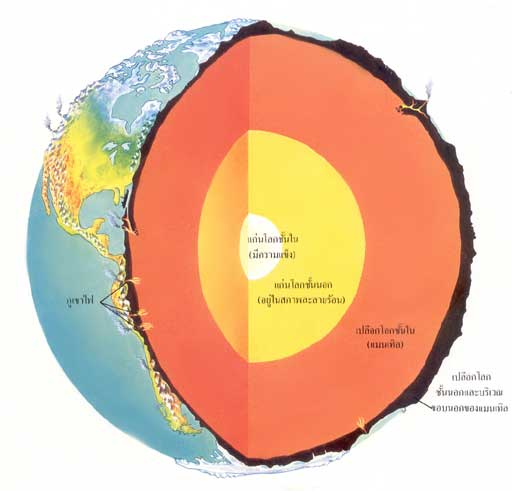 แก่นโลกชั้นใน
(มีความแข็ง)
แก่นโลกชั้นนอก
(อยู่ในสภาพละลายร้อน)
ภูเขาไฟ
เปลือกโลกชั้นใน
(แมนเทิล)
เปลือกโลก
ชั้นนอกและบริเวณ
ขอบนอกของแมนเทิล